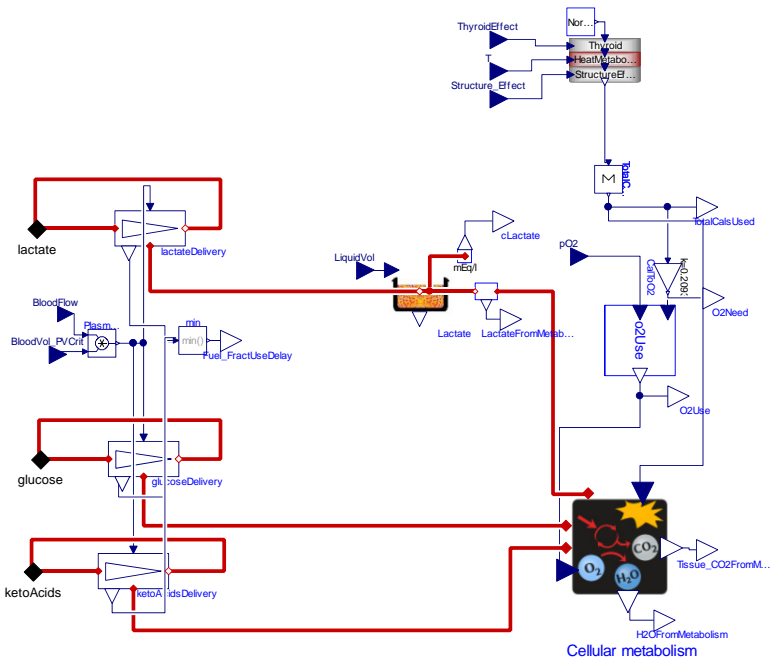 Nor...
ThyroidEffect
Thyroid
T
HeatMetabo...
Structure_Effect
StructureEf...
M
TotalC...
TotalCalsUsed
lactate
lactateDelivery
cLactate
mEq/l
LiquidVol
pO2
CalToO2
k=0.209...
O2Need
BloodFlow
Plasm...
BloodVol_PVCrit
min
min()
Fuel_FractUseDelay
Lactate
LactateFromMetab...
o2Use
O2Use
glucose
glucoseDelivery
CO2
O2
H2O
Tissue_CO2FromM...
ketoAcids
ketoAcidsDelivery
H2OFromMetabolism
Cellular metabolism